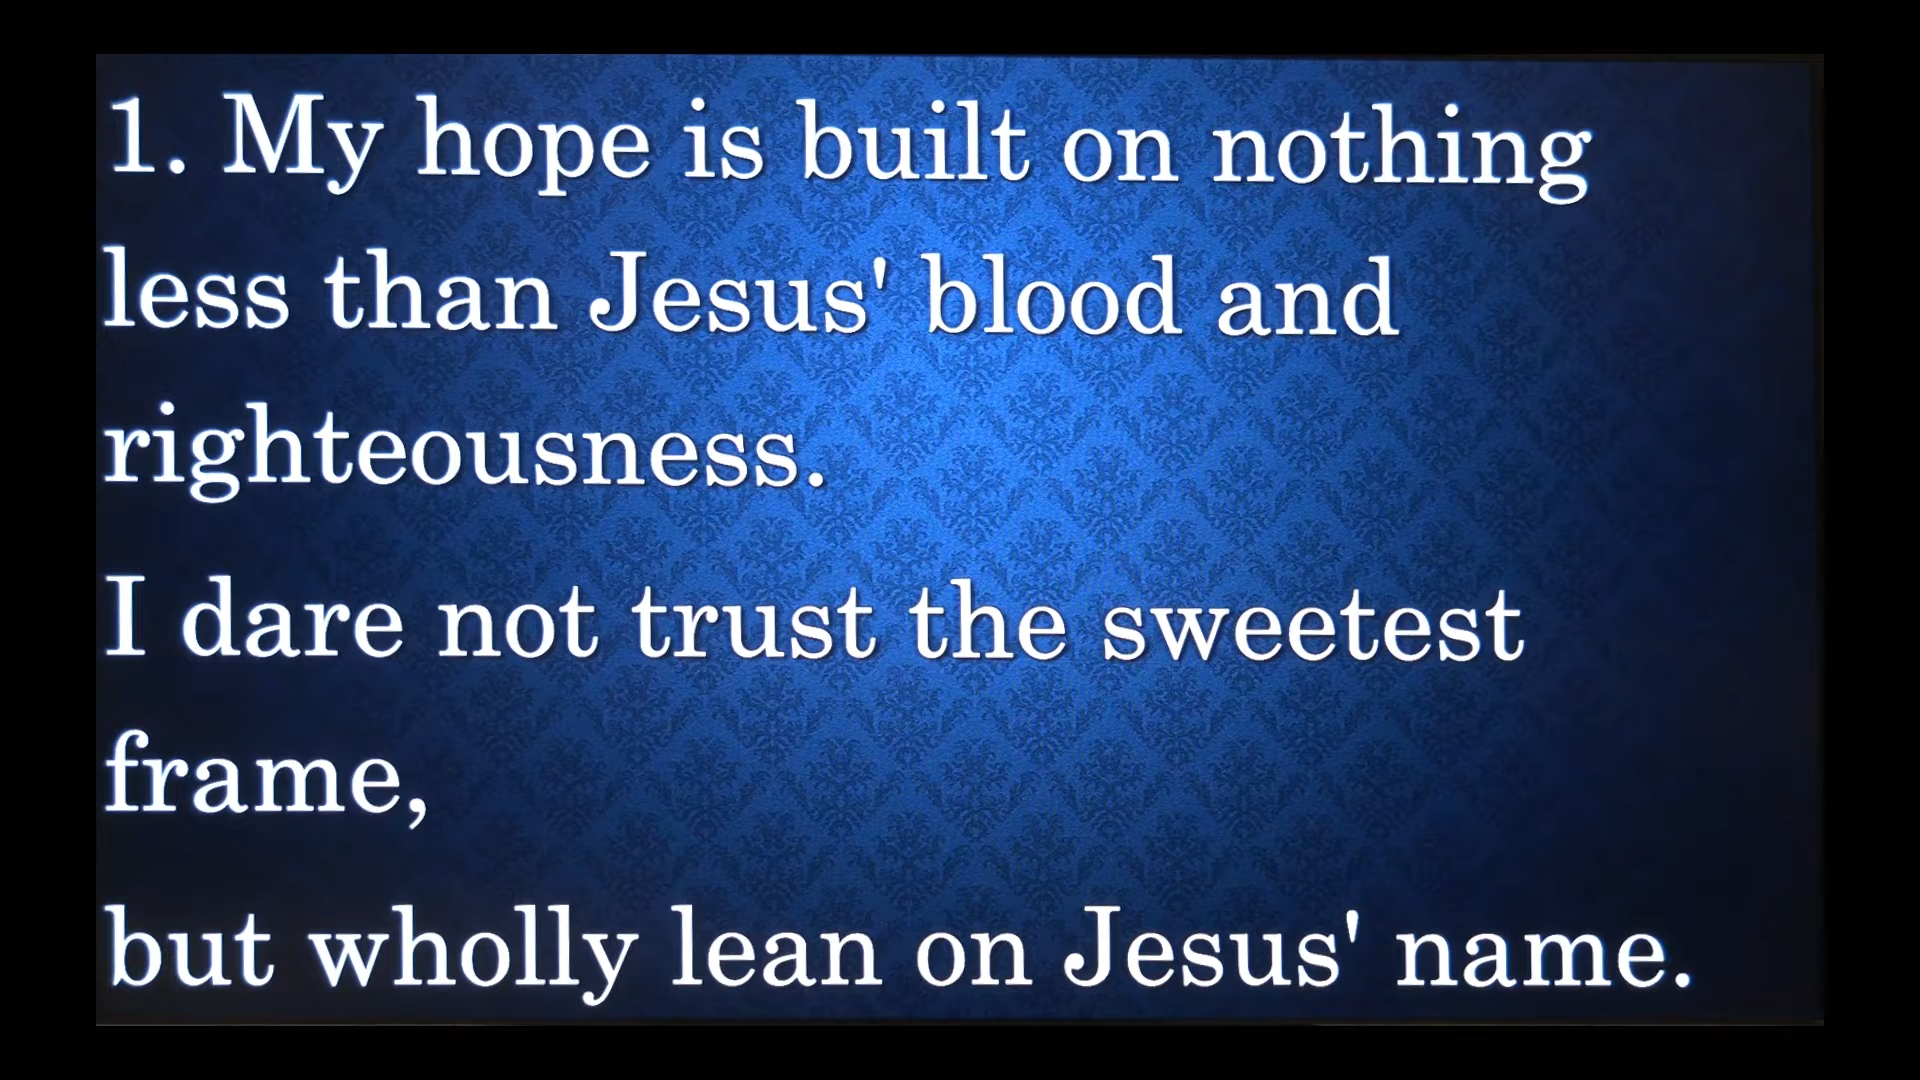 1. My hope is built on nothing
less than Jesus' blood and
righteousness.
I dare not trust the sweetest
frame,
but wholly lean on Jesus' name.